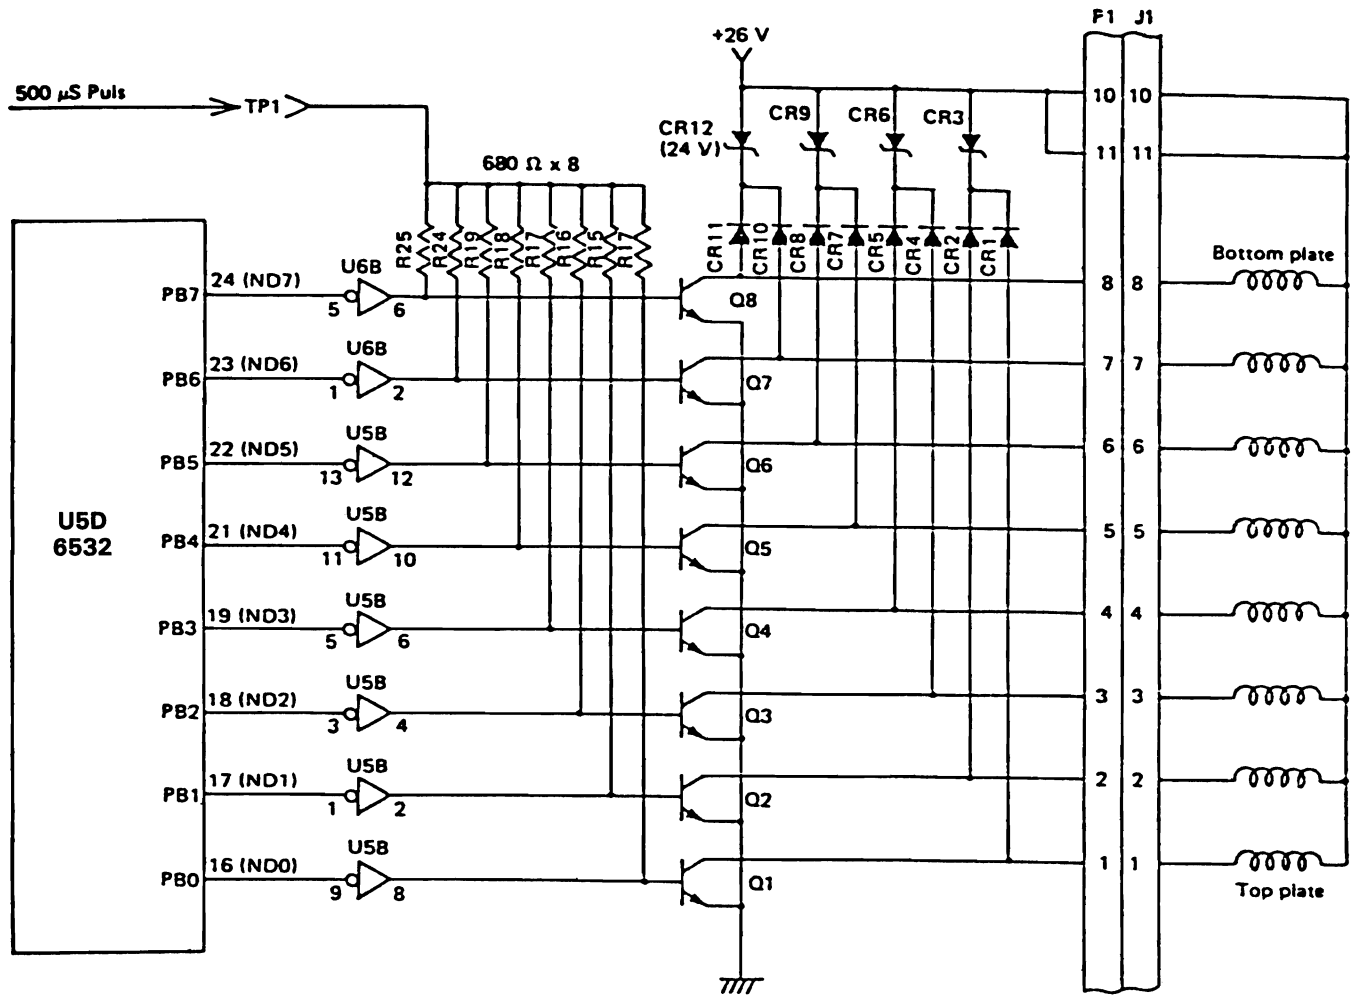 F1 J1
+26 V
500 µS Puls
TP1
10 10
CR12
(24 V)
CR9
CR6
CR3
11 11
680 Ω x 8
R25
R24
R19
R18
R17
R16
R15
R17
CR11
CR10
CR8
CR7
CR5
CR4
CR2
CR1
Bottom plate
PB7 24 (ND7) U6B 5 6 Q8 8 8
PB6 23 (ND6) U6B 1 2 Q7 7 7
PB5 22 (ND5) U5B 13 12 Q6 6 6
U5D
6532
PB4 21 (ND4) U5B 11 10 Q5 5 5
PB3 19 (ND3) U5B 5 6 Q4 4 4
PB2 18 (ND2) U5B 3 4 Q3 3 3
PB1 17 (ND1) U5B 1 2 Q2 2 2
PB0 16 (ND0) U5B 9 8 Q1 1 1
Top plate